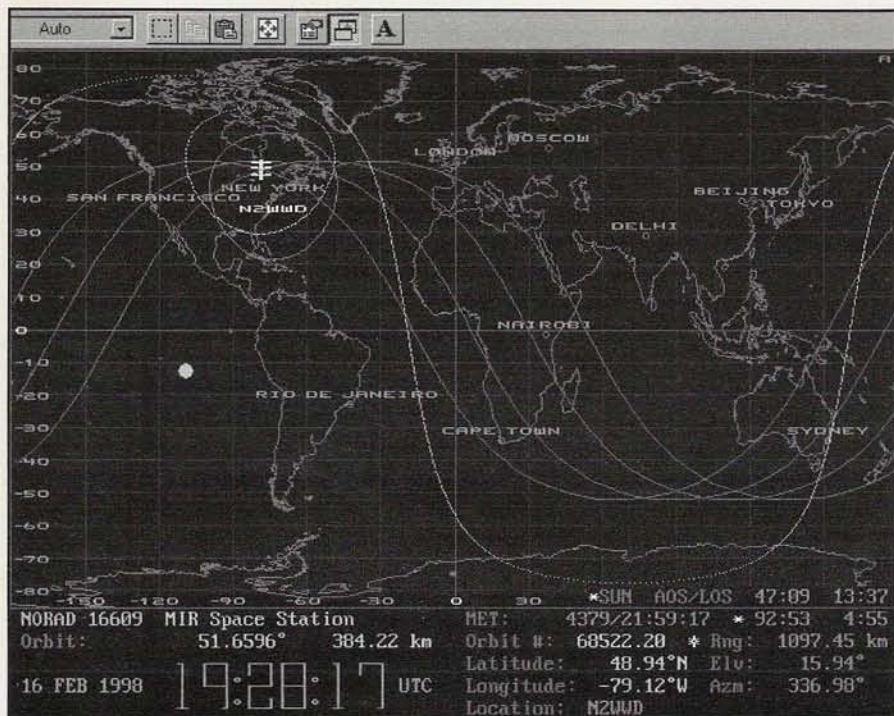 Auto
A
A
80
70
60
50
40
30
20
10
0
-10
-20
-30
-40
-50
-60
-70
-80
LONDON
MOSCOW
NEW YORK
SAN FRANCISCO
N2WWD
BEIJING
TOKYO
DELHI
NAIROBI
RIO DE JANEIRO
CAPE TOWN
SYDNEY
-150 -120 -60 -30 0 30
*SUN AOS/LOS 47:09 13:37
NORAD 16609 MIR Space Station
MET: 4379/21:59:17 * 92:53 4:55
Orbit: 51.6596° 384.22 km
Orbit #: 68522.20 * Rng: 1097.45 km
Latitude: 48.94°N Elv: 15.94°
16 FEB 1998 19:28:17 UTC
Longitude: -79.12°W Azm: 336.98°
Location: N2WWD